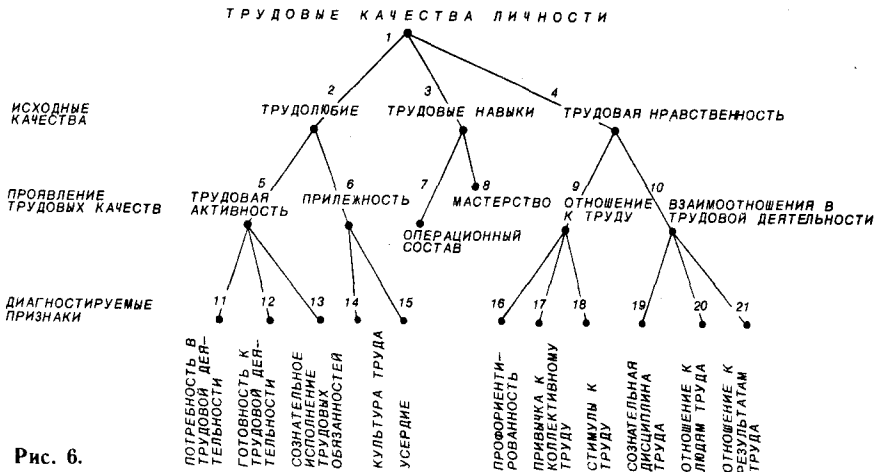 ТРУДОВЫЕ КАЧЕСТВА ЛИЧНОСТИ
1
2
3
4
ИСХОДНЫЕ
КАЧЕСТВА
ТРУДОЛЮБИЕ
ТРУДОВЫЕ НАВЫКИ
ТРУДОВАЯ НРАВСТВЕННОСТЬ
5
6
7
8
9
10
ПРОЯВЛЕНИЕ
ТРУДОВЫХ КАЧЕСТВ
ТРУДОВАЯ
АКТИВНОСТЬ
ПРИЛЕЖНОСТЬ
ОПЕРАЦИОННЫЙ
СОСТАВ
МАСТЕРСТВО
ОТНОШЕНИЕ
К ТРУДУ
ВЗАИМООТНОШЕНИЯ В
ТРУДОВОЙ ДЕЯТЕЛЬНОСТИ
ДИАГНОСТИРУЕМЫЕ
ПРИЗНАКИ
11
12
13
14
15
16
17
18
19
20
21
ПОТРЕБНОСТЬ В
ТРУДОВОЙ ДЕЯ-
ТЕЛЬНОСТИ
ГОТОВНОСТЬ К
ТРУДОВОЙ ДЕЯ-
ТЕЛЬНОСТИ
СОЗНАТЕЛЬНОЕ
ИСПОЛНЕНИЕ
ТРУДОВЫХ
ОБЯЗАННОСТЕЙ
КУЛЬТУРА ТРУДА
УСЕРДИЕ
ПРОФОРИЕНТИ-
РОВАННОСТЬ
ПРИВЫЧКА К
КОЛЛЕКТИВНОМУ
ТРУДУ
СТИМУЛЫ К
ТРУДУ
СОЗНАТЕЛЬНАЯ
ДИСЦИПЛИНА
ТРУДА
ОТНОШЕНИЕ К
ЛЮДЯМ ТРУДА
ОТНОШЕНИЕ К
РЕЗУЛЬТАТАМ
ТРУДА
Рис. 6.